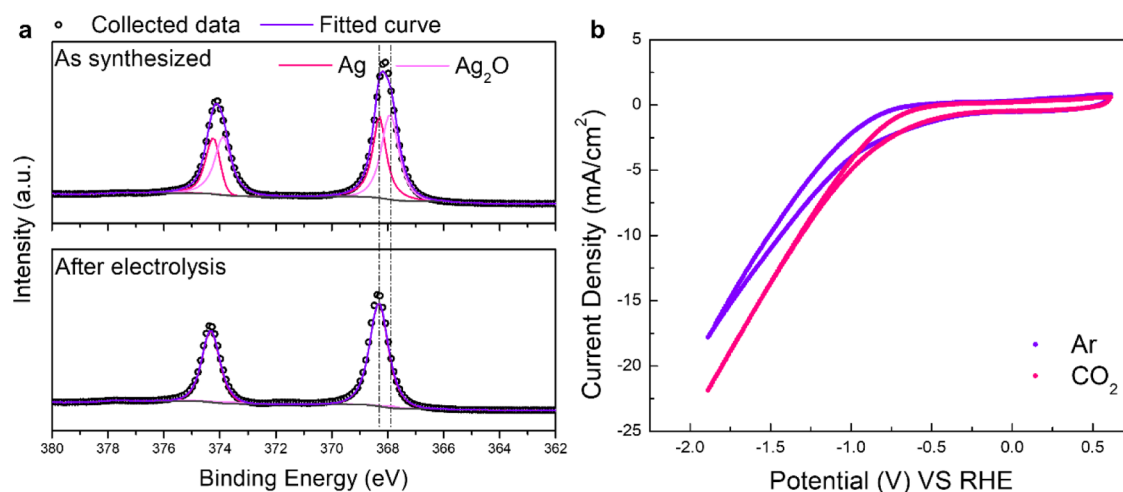 a
Collected data
Fitted curve
As synthesized
Ag
Ag₂O
After electrolysis
Intensity (a.u.)
380 378 376 374 372 370 368 366 364 362
Binding Energy (eV)
b
5
0
-5
-10
-15
-20
-25
Current Density (mA/cm²)
Ar
CO₂
-2.0 -1.5 -1.0 -0.5 0.0 0.5
Potential (V) VS RHE